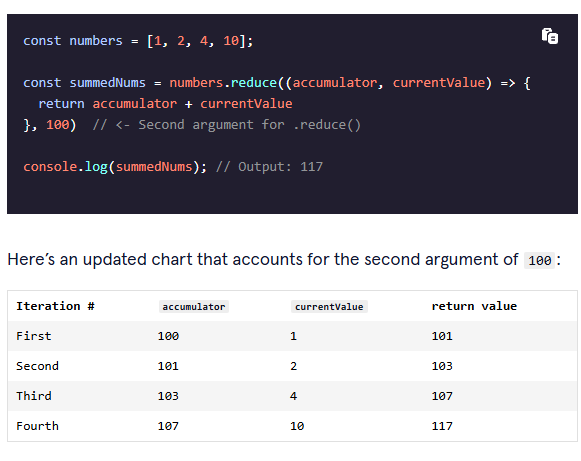 const numbers = [1, 2, 4, 10];
const summedNums = numbers.reduce((accumulator, currentValue) => {
  return accumulator + currentValue
}, 100)  // <- Second argument for .reduce()
console.log(summedNums); // Output: 117
Here’s an updated chart that accounts for the second argument of 100:
Iteration # accumulator currentValue return value
First 100 1 101
Second 101 2 103
Third 103 4 107
Fourth 107 10 117